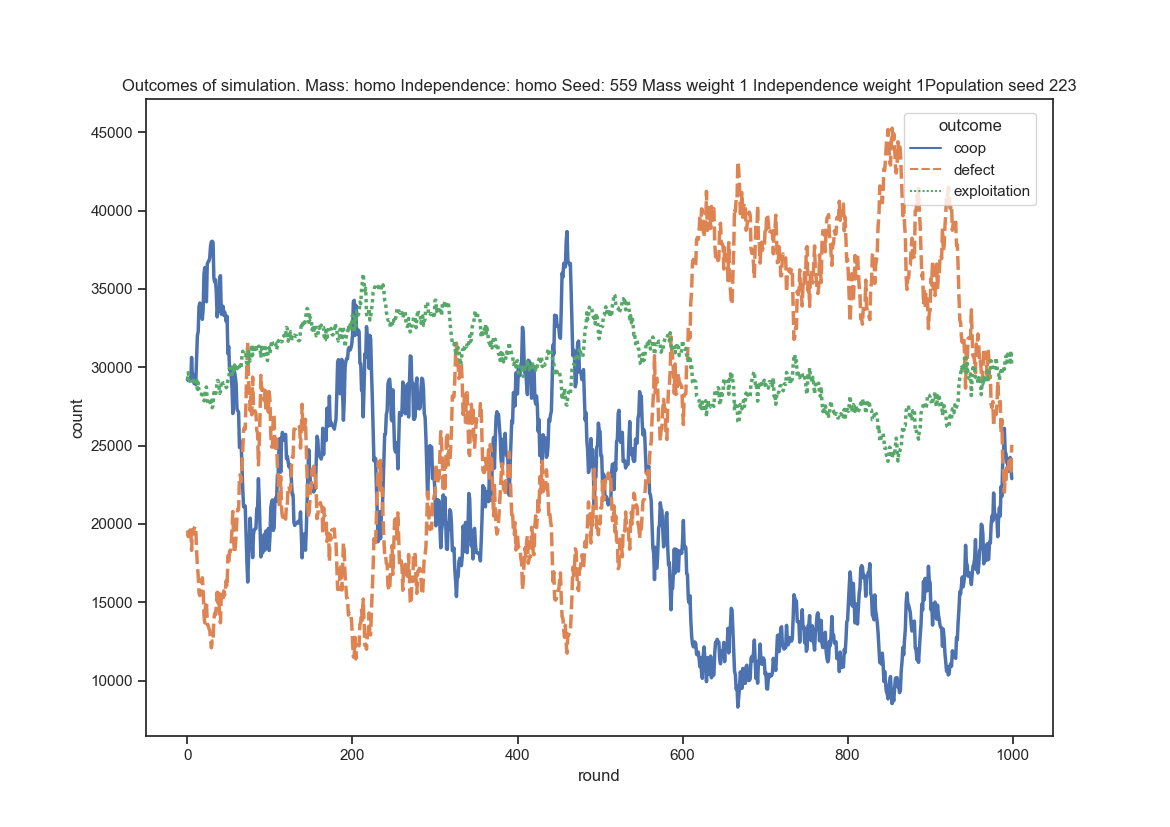 Outcomes of simulation. Mass: homo Independence: homo Seed: 559 Mass weight 1 Independence weight 1Population seed 223
outcome
coop
defect
exploitation
45000
40000
35000
30000
25000
20000
15000
10000
count
0 200 400 600 800 1000
round